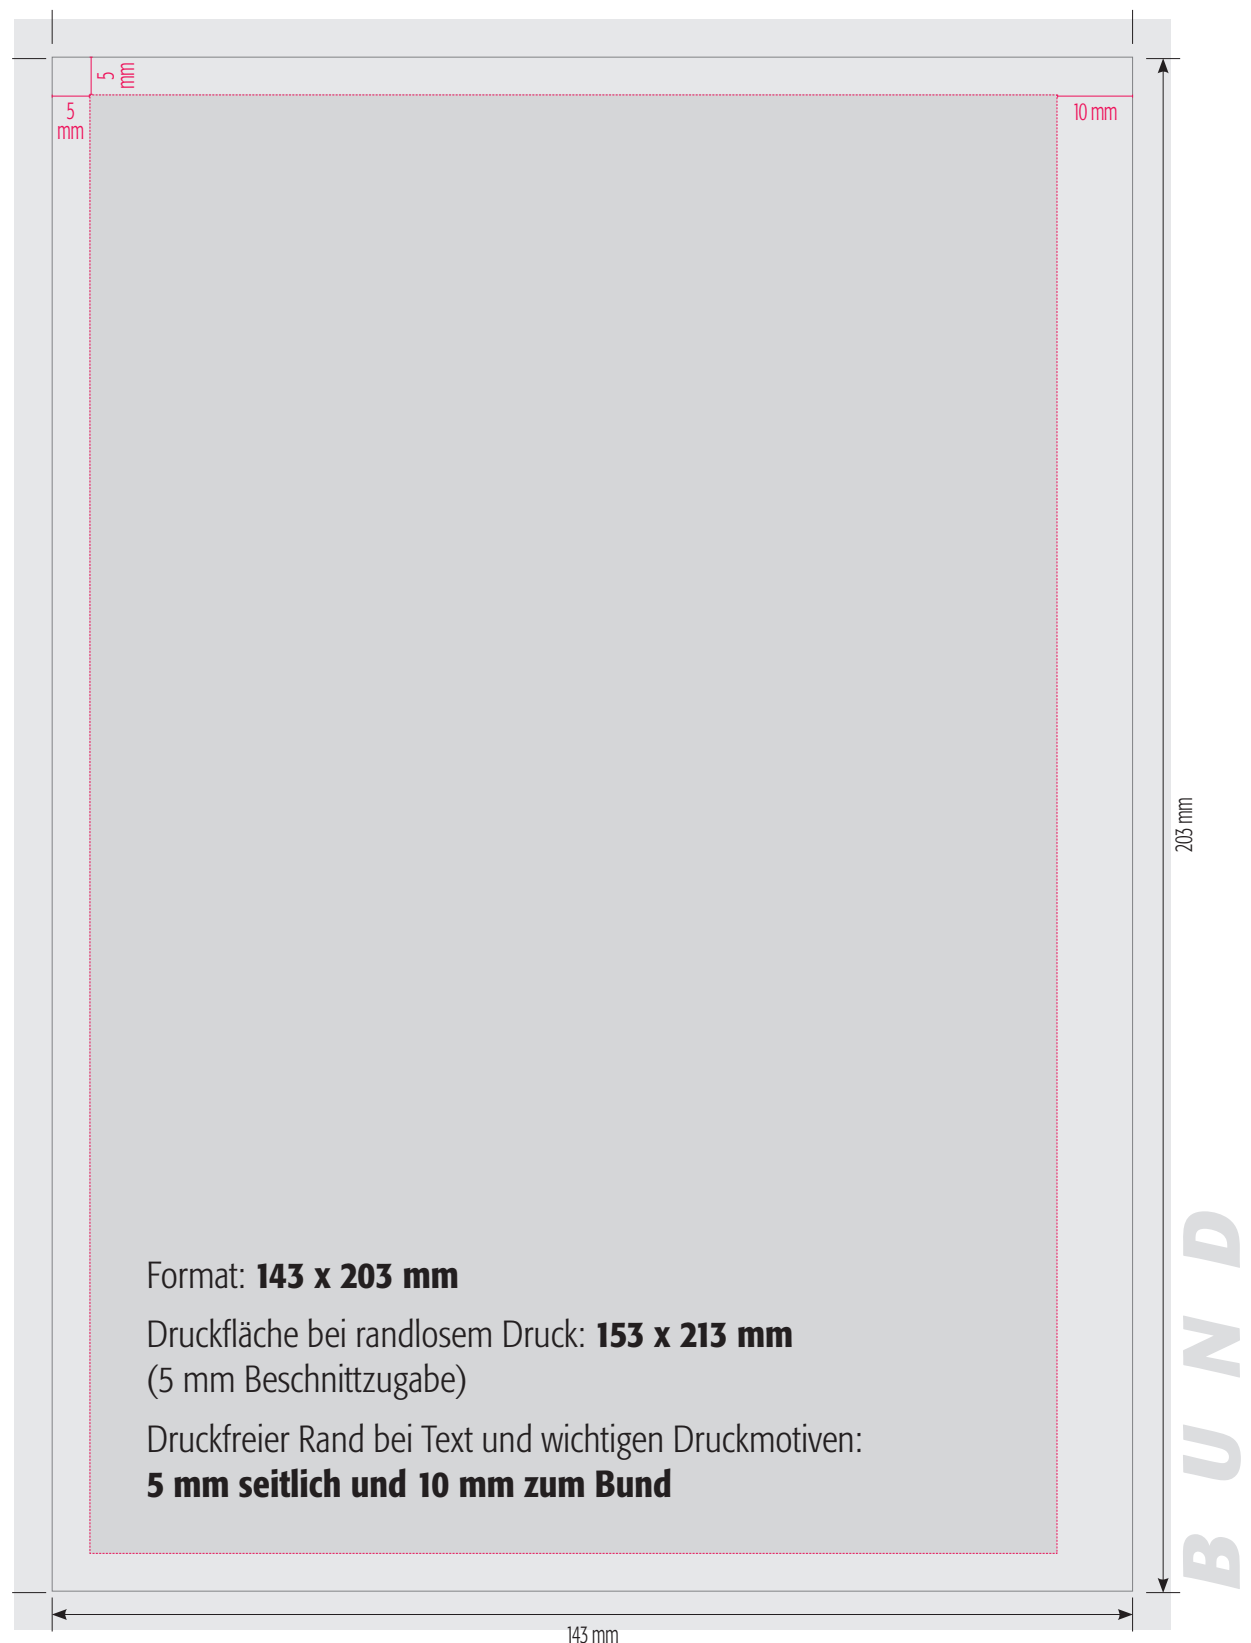 5
mm
5
mm
10 mm
203 mm
Format: 143 x 203 mm
Druckfläche bei randlosem Druck: 153 x 213 mm
(5 mm Beschnittzugabe)
Druckfreier Rand bei Text und wichtigen Druckmotiven:
5 mm seitlich und 10 mm zum Bund
BUND
143 mm